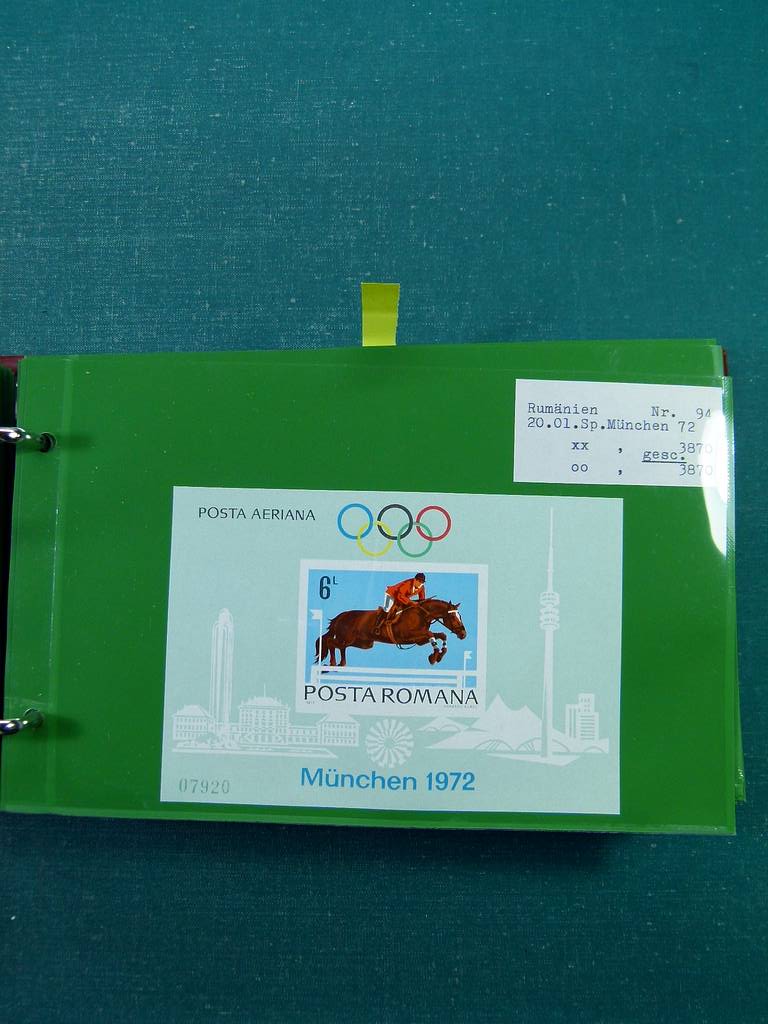 Rumänien Nr. 94
20.01.Sp.München 72
xx , 3870
gesc.
oo , 3870
POSTA AERIANA
6L
POSTA ROMANA
München 1972
07920